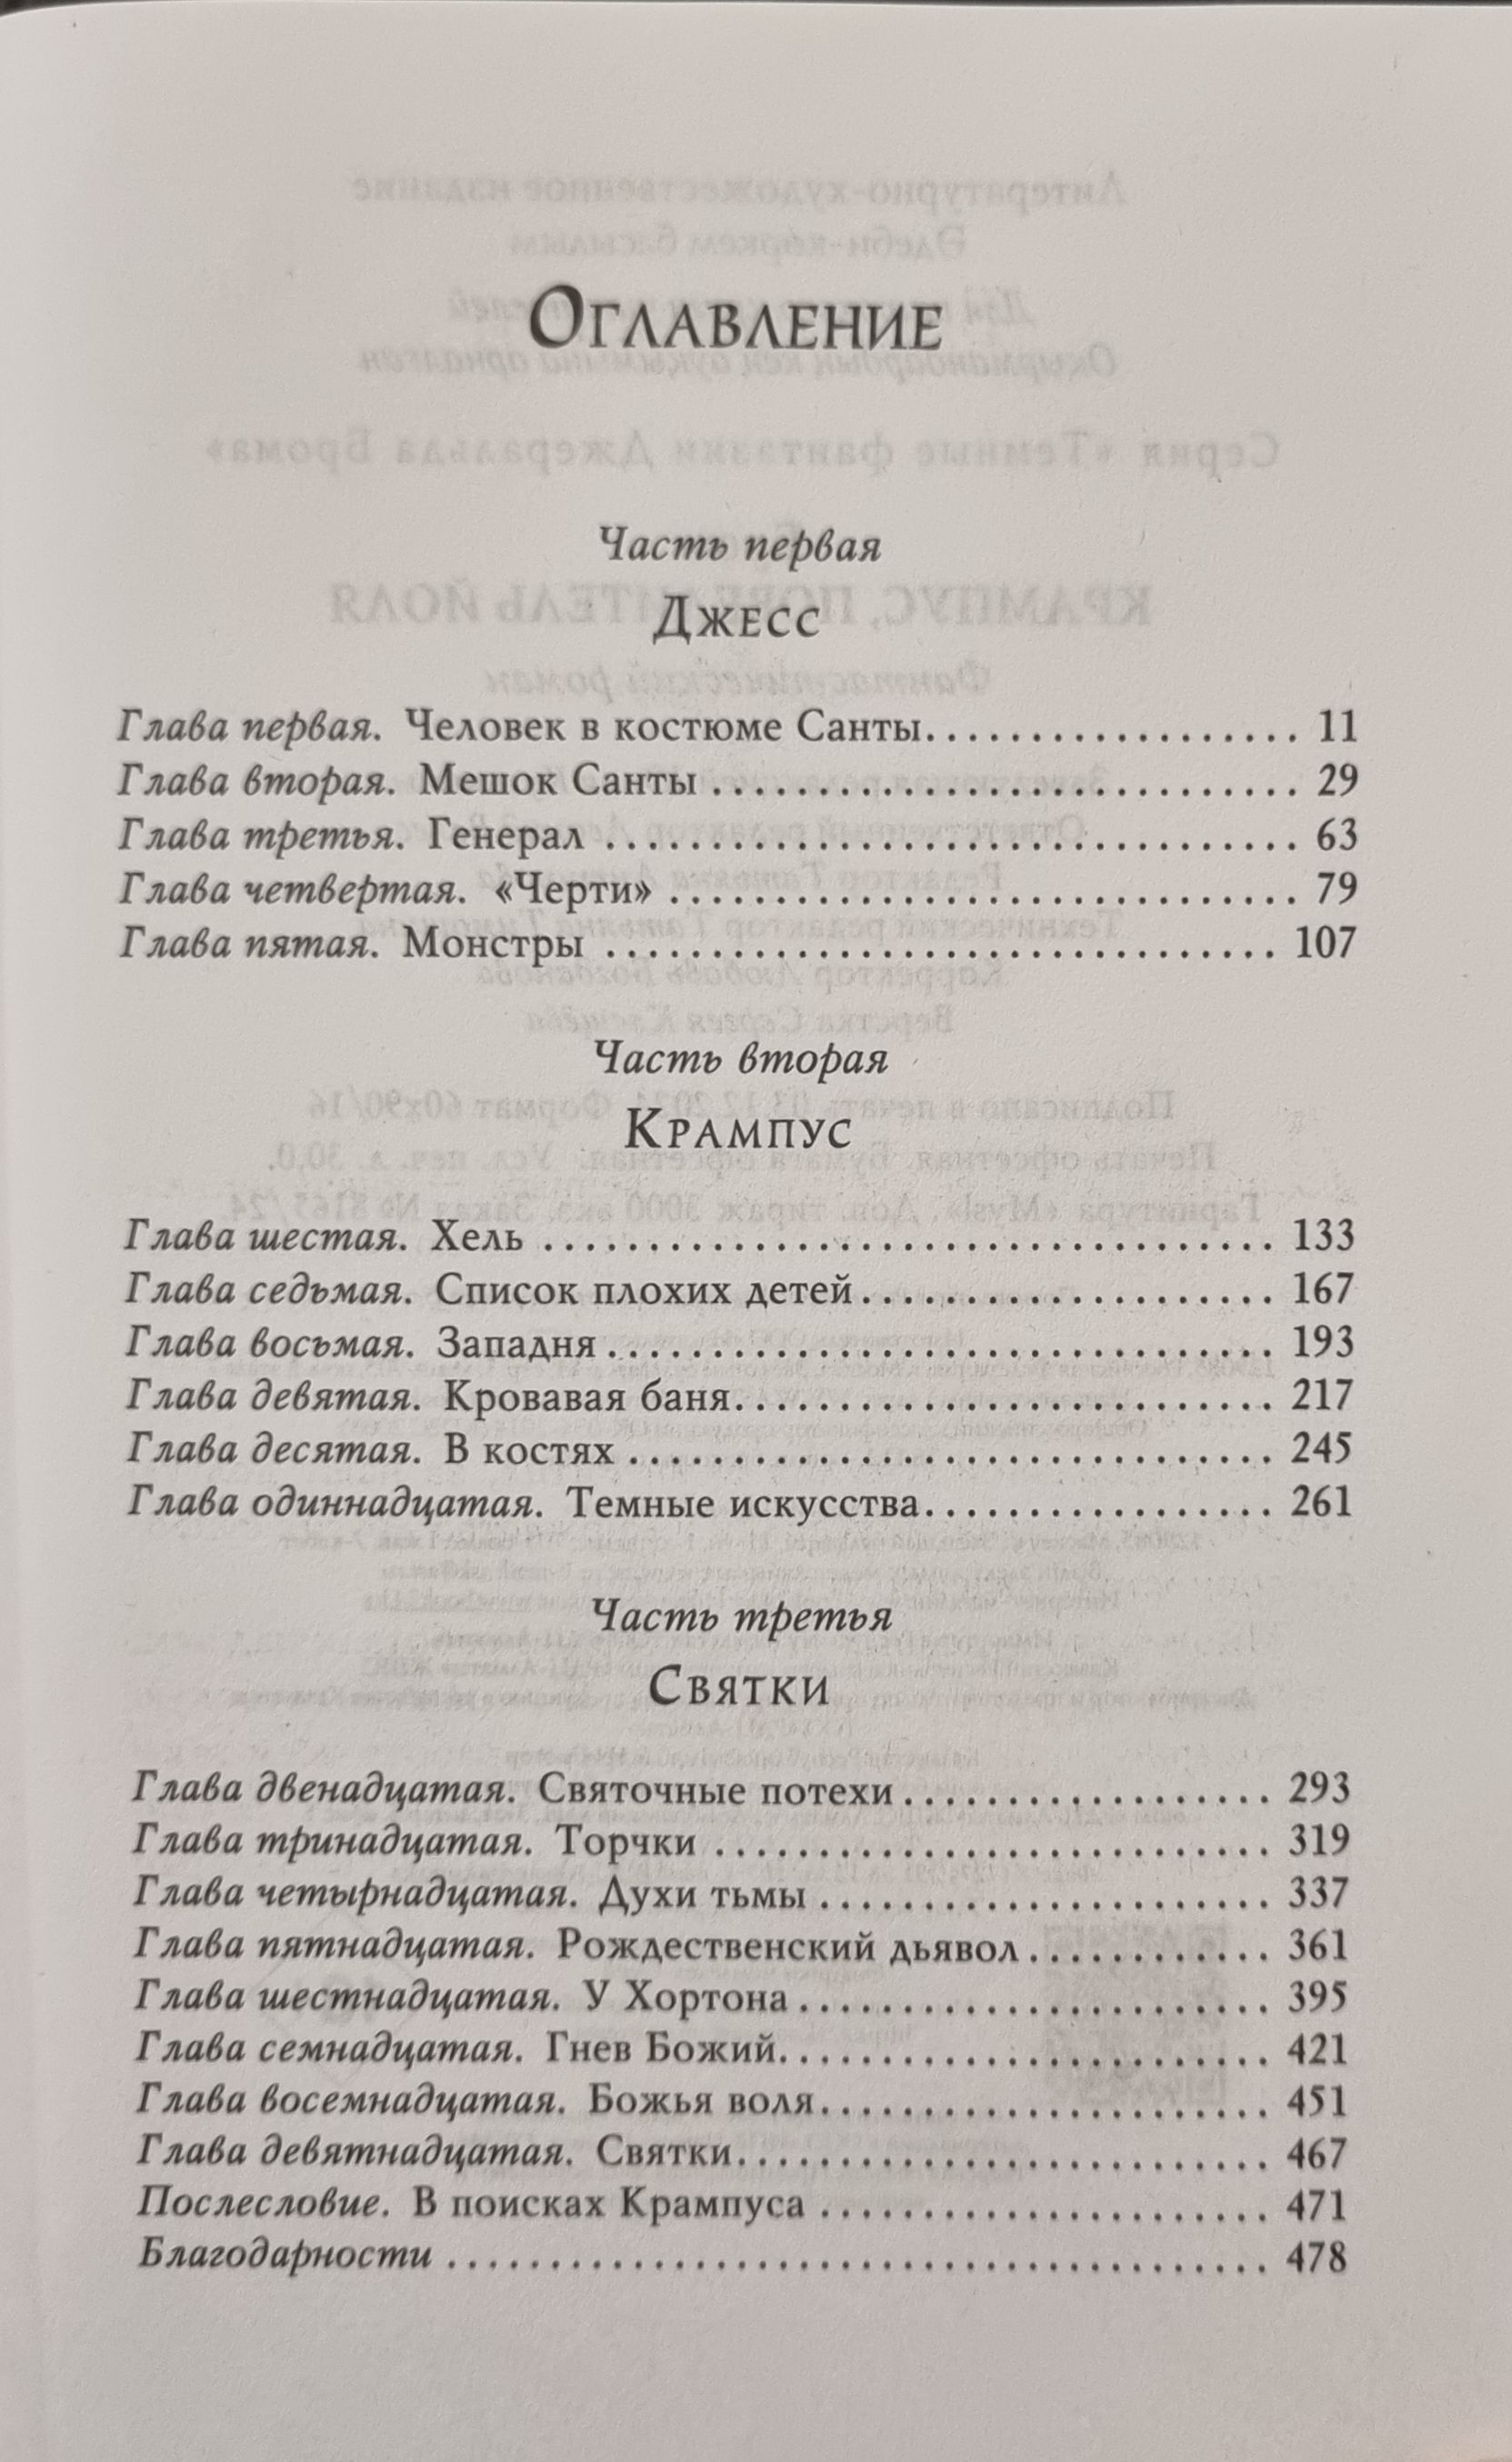 Оглавление
Часть первая
Джесс
Глава первая. Человек в костюме Санты. . . . . . . . . . . . . . . . . . 11
Глава вторая. Мешок Санты . . . . . . . . . . . . . . . . . . . . . . . . . . . . 29
Глава третья. Генерал . . . . . . . . . . . . . . . . . . . . . . . . . . . . . . . . . 63
Глава четвертая. «Черти» . . . . . . . . . . . . . . . . . . . . . . . . . . . . . . 79
Глава пятая. Монстры . . . . . . . . . . . . . . . . . . . . . . . . . . . . . . . . 107
Часть вторая
Крампус
Глава шестая. Хель . . . . . . . . . . . . . . . . . . . . . . . . . . . . . . . . . . . 133
Глава седьмая. Список плохих детей. . . . . . . . . . . . . . . . . . . . 167
Глава восьмая. Западня . . . . . . . . . . . . . . . . . . . . . . . . . . . . . . . . 193
Глава девятая. Кровавая баня. . . . . . . . . . . . . . . . . . . . . . . . . . 217
Глава десятая. В костях . . . . . . . . . . . . . . . . . . . . . . . . . . . . . . . 245
Глава одиннадцатая. Темные искусства. . . . . . . . . . . . . . . . . 261
Часть третья
Святки
Глава двенадцатая. Святочные потехи . . . . . . . . . . . . . . . . . . 293
Глава тринадцатая. Торчки . . . . . . . . . . . . . . . . . . . . . . . . . . . 319
Глава четырнадцатая. Духи тьмы . . . . . . . . . . . . . . . . . . . . . . 337
Глава пятнадцатая. Рождественский дьявол . . . . . . . . . . . . 361
Глава шестнадцатая. У Хортона . . . . . . . . . . . . . . . . . . . . . . . 395
Глава семнадцатая. Гнев Божий. . . . . . . . . . . . . . . . . . . . . . . . 421
Глава восемнадцатая. Божья воля. . . . . . . . . . . . . . . . . . . . . . 451
Глава девятнадцатая. Святки. . . . . . . . . . . . . . . . . . . . . . . . . . 467
Послесловие. В поисках Крампуса . . . . . . . . . . . . . . . . . . . . . . 471
Благодарности . . . . . . . . . . . . . . . . . . . . . . . . . . . . . . . . . . . . . . . 478